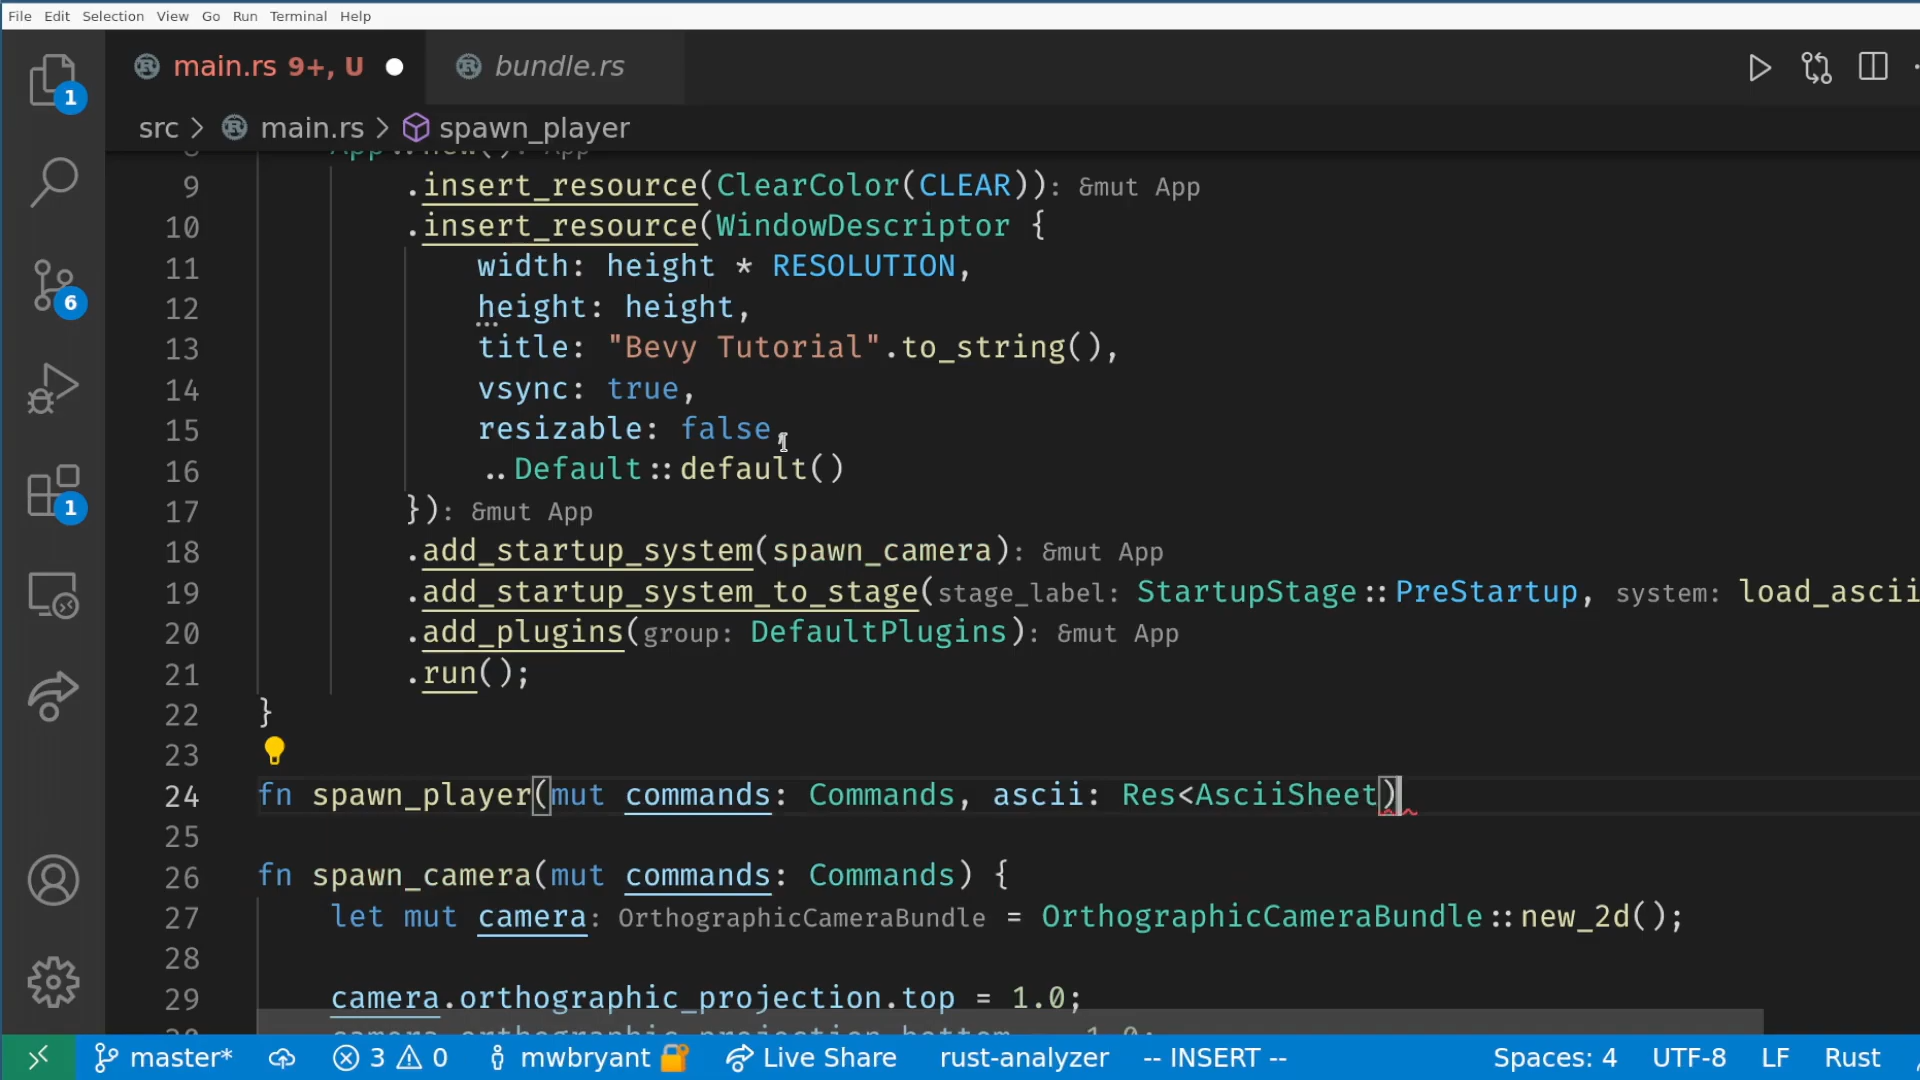 File Edit Selection View Go Run Terminal Help
main.rs 9+, U bundle.rs
src > main.rs > spawn_player
8 App::new(): App
9 .insert_resource(ClearColor(CLEAR)): &mut App
10 .insert_resource(WindowDescriptor {
11 width: height * RESOLUTION,
12 height: height,
13 title: "Bevy Tutorial".to_string(),
14 vsync: true,
15 resizable: false,
16 ..Default::default()
17 }): &mut App
18 .add_startup_system(spawn_camera): &mut App
19 .add_startup_system_to_stage(stage_label: StartupStage::PreStartup, system: load_ascii
20 .add_plugins(group: DefaultPlugins): &mut App
21 .run();
22 }
23
24 fn spawn_player(mut commands: Commands, ascii: Res<AsciiSheet)
25
26 fn spawn_camera(mut commands: Commands) {
27 let mut camera: OrthographicCameraBundle = OrthographicCameraBundle::new_2d();
28
29 camera.orthographic_projection.top = 1.0;
1
6
1
master* 3 0 mwbryant Live Share rust-analyzer -- INSERT -- Spaces: 4 UTF-8 LF Rust